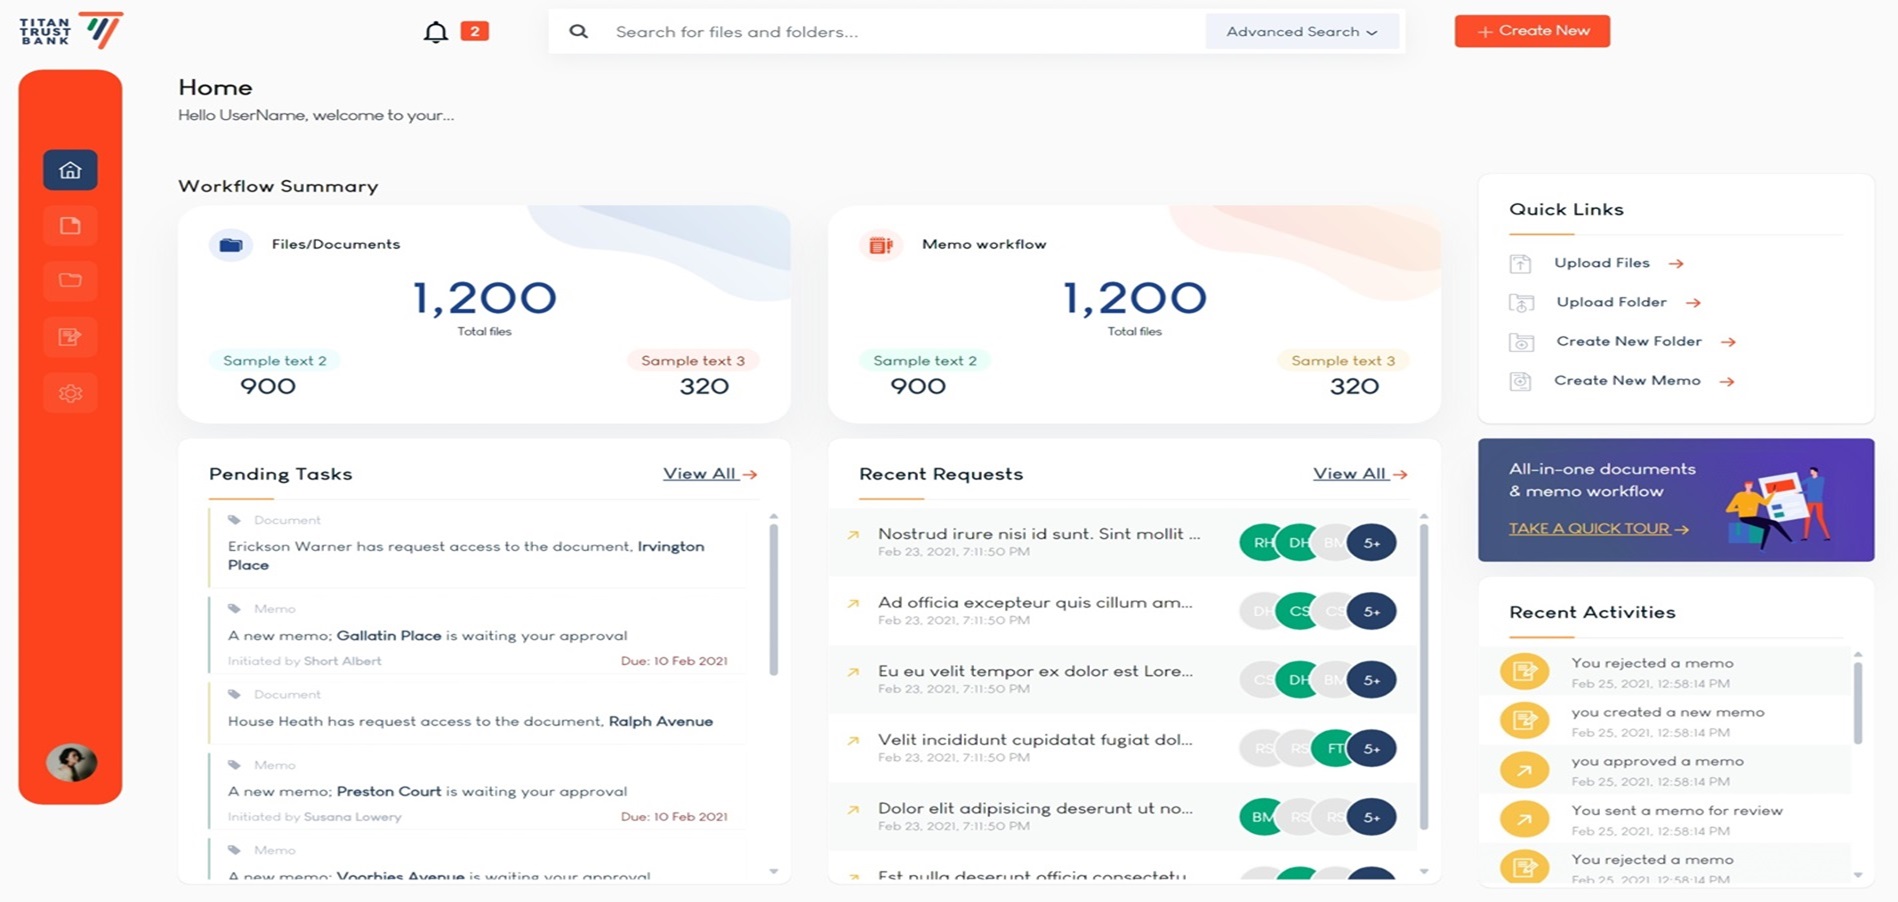 TITAN
TRUST
BANK
2
Search for files and folders...
Advanced Search
+ Create New
Home
Hello UserName, welcome to your...
Workflow Summary
Files/Documents
1,200
Total files
Sample text 2
900
Sample text 3
320
Memo workflow
1,200
Total files
Sample text 2
900
Sample text 3
320
Quick Links
Upload Files
Upload Folder
Create New Folder
Create New Memo
Pending Tasks
View All
Document
Erickson Warner has request access to the document, Irvington
Place
Memo
A new memo; Gallatin Place is waiting your approval
Initiated by Short Albert
Due: 10 Feb 2021
Document
House Heath has request access to the document, Ralph Avenue
Memo
A new memo; Preston Court is waiting your approval
Initiated by Susana Lowery
Due: 10 Feb 2021
Memo
A new memo; Voorhies Avenue is waiting your approval
Recent Requests
View All
Nostrud irure nisi id sunt. Sint mollit ...
Feb 23, 2021, 7:11:50 PM
RH DH BM 5+
Ad officia excepteur quis cillum am...
Feb 23, 2021, 7:11:50 PM
DH CS CS 5+
Eu eu velit tempor ex dolor est Lore...
Feb 23, 2021, 7:11:50 PM
CS DH BM 5+
Velit incididunt cupidatat fugiat dol...
Feb 23, 2021, 7:11:50 PM
RS RS FT 5+
Dolor elit adipisicing deserunt ut no...
Feb 23, 2021, 7:11:50 PM
BM RS RS 5+
Est nulla deserunt officia consectetu
All-in-one documents
& memo workflow
TAKE A QUICK TOUR
Recent Activities
You rejected a memo
Feb 25, 2021, 12:58:14 PM
you created a new memo
Feb 25, 2021, 12:58:14 PM
you approved a memo
Feb 25, 2021, 12:58:14 PM
You sent a memo for review
Feb 25, 2021, 12:58:14 PM
You rejected a memo
Feb 25, 2021, 12:58:14 PM